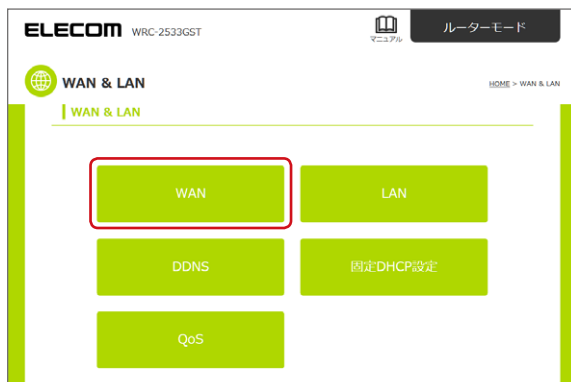 ELECOM WRC-2533GST
マニュアル
ルーターモード
WAN & LAN
HOME > WAN & LAN
WAN & LAN
WAN
LAN
DDNS
固定DHCP設定
QoS